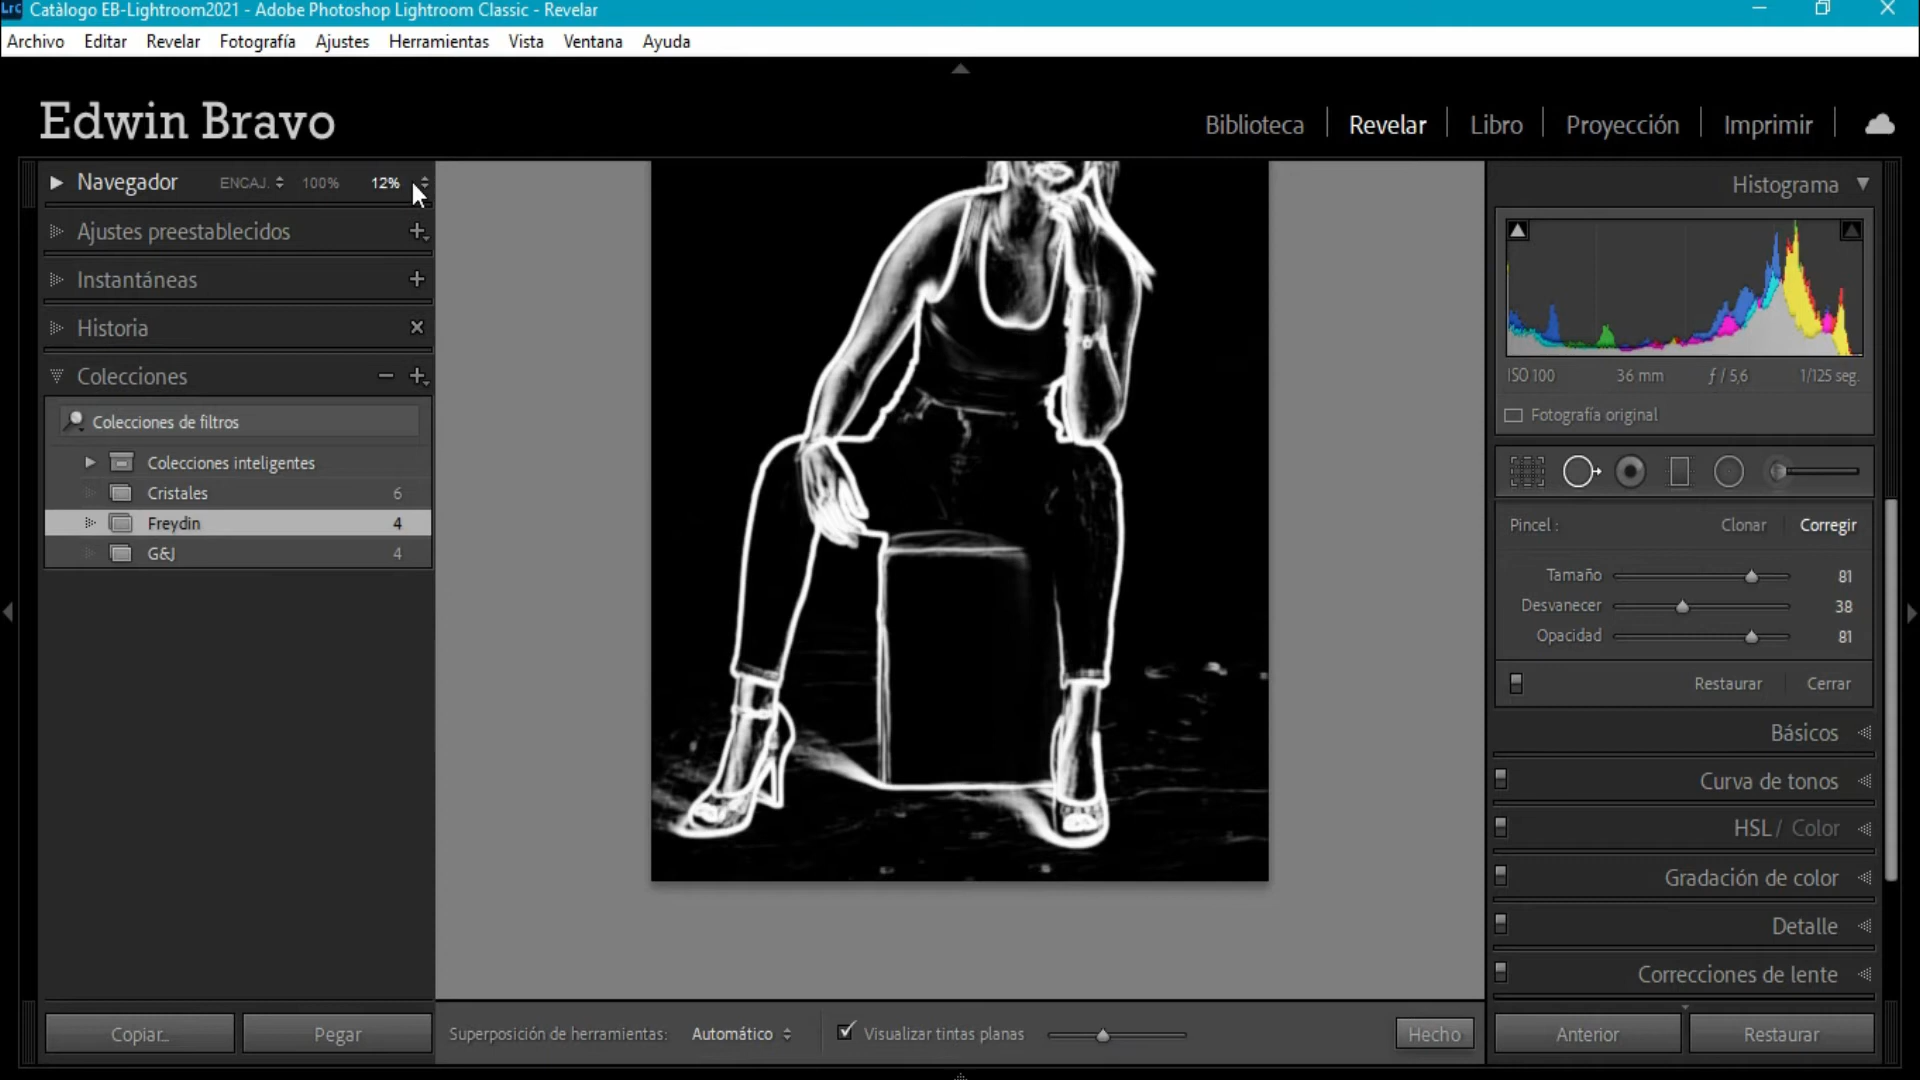 Lrc Catàlogo EB-Lightroom2021 - Adobe Photoshop Lightroom Classic - Revelar
Archivo Editar Revelar Fotografía Ajustes Herramientas Vista Ventana Ayuda
Edwin Bravo
Biblioteca Revelar Libro Proyección Imprimir
Navegador ENCAJ. 100% 12%
Ajustes preestablecidos
Instantáneas
Historia
Colecciones
Colecciones de filtros
Colecciones inteligentes
Cristales 6
Freydin 4
G&J 4
Copiar... Pegar
Superposición de herramientas: Automático Visualizar tintas planas Hecho
Histograma
ISO 100 36 mm ƒ / 5,6 1/125 seg.
Fotografía original
Pincel : Clonar Corregir
Tamaño 81
Desvanecer 38
Opacidad 81
Restaurar Cerrar
Básicos
Curva de tonos
HSL / Color
Gradación de color
Detalle
Correcciones de lente
Anterior Restaurar